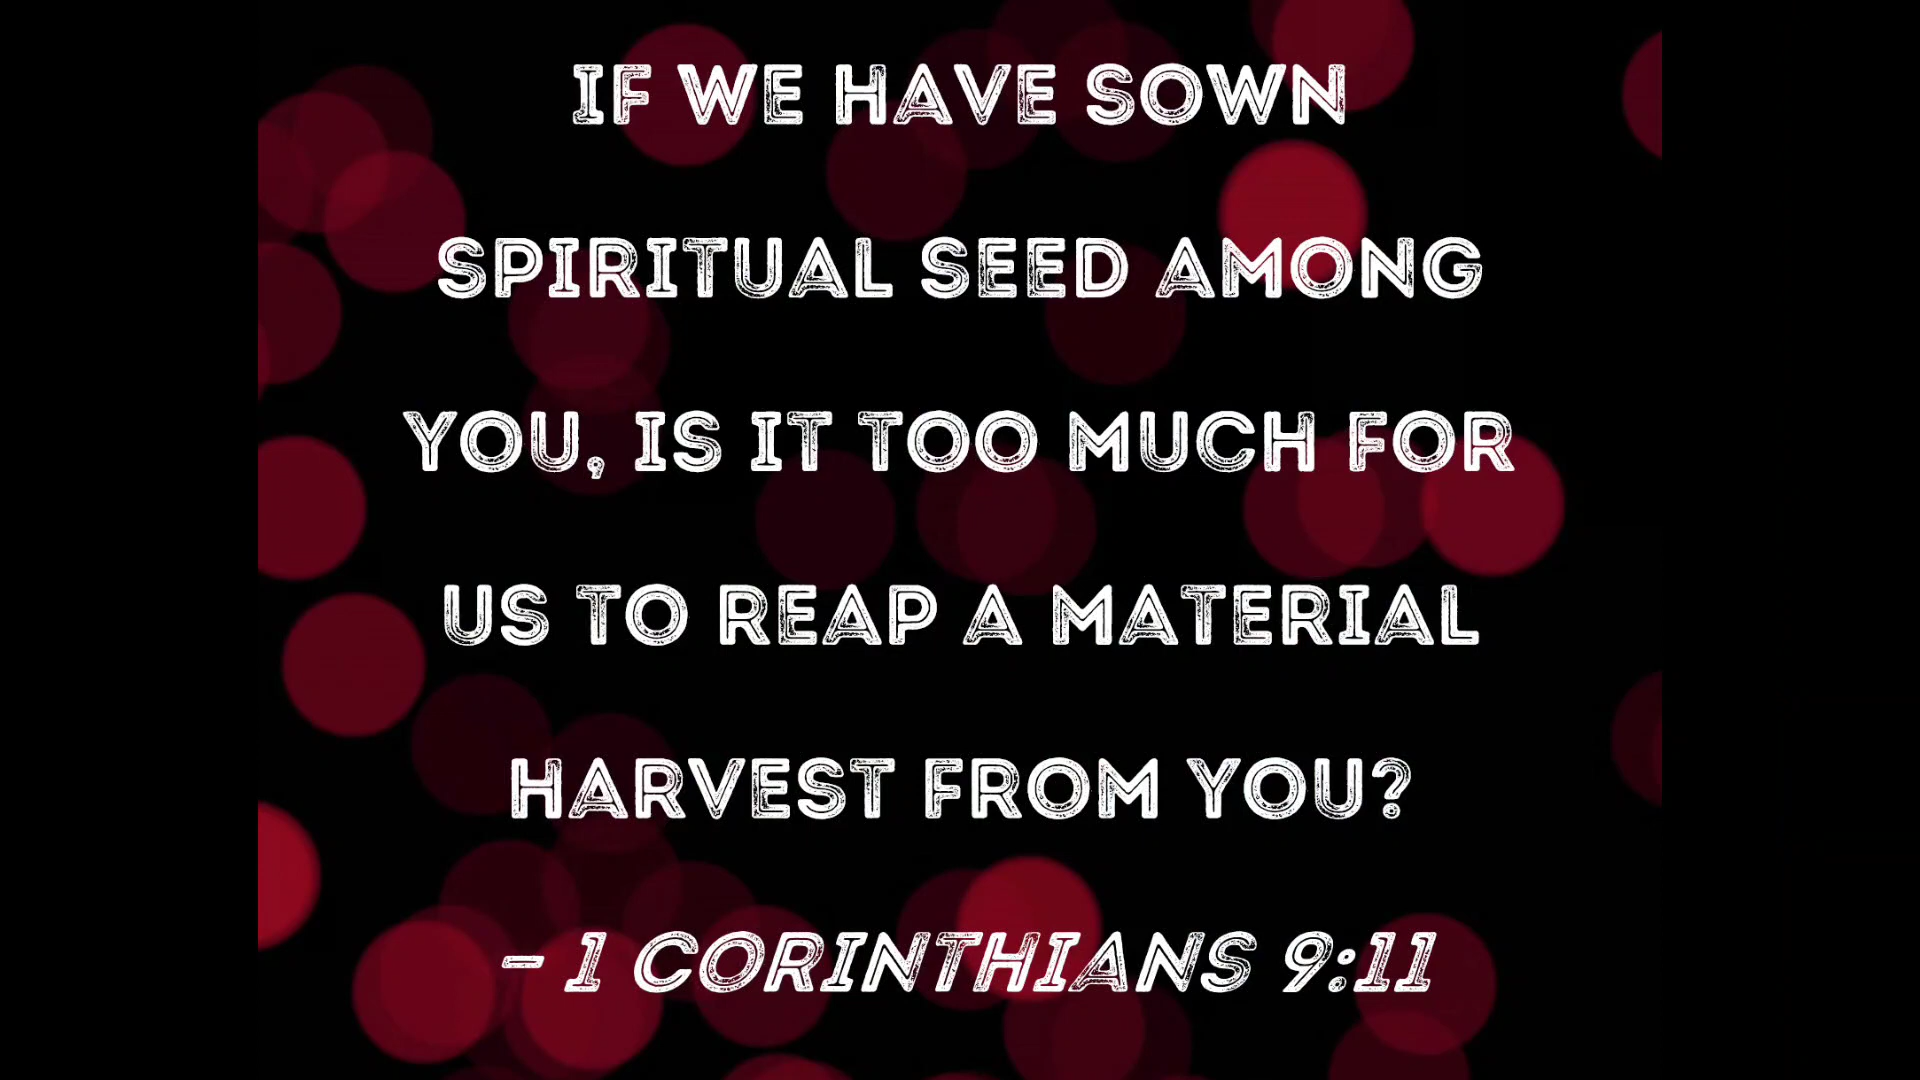 IF WE HAVE SOWN
SPIRITUAL SEED AMONG
YOU, IS IT TOO MUCH FOR
US TO REAP A MATERIAL
HARVEST FROM YOU?
– 1 CORINTHIANS 9:11